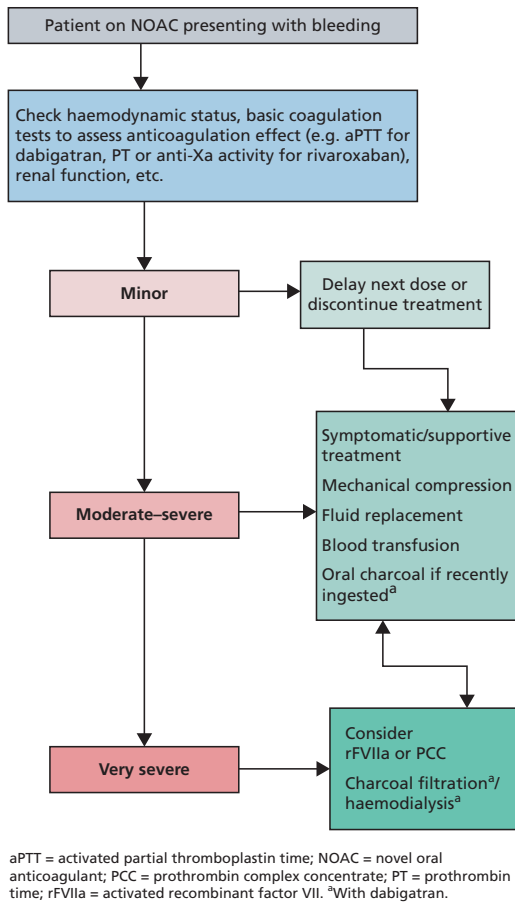 Patient on NOAC presenting with bleeding
Check haemodynamic status, basic coagulation
tests to assess anticoagulation effect (e.g. aPTT for
dabigatran, PT or anti-Xa activity for rivaroxaban),
renal function, etc.
Minor
Delay next dose or
discontinue treatment
Symptomatic/supportive
treatment
Mechanical compression
Fluid replacement
Blood transfusion
Oral charcoal if recently
ingestedᵃ
Moderate–severe
Consider
rFVIIa or PCC
Charcoal filtrationᵃ/
haemodialysisᵃ
Very severe
aPTT = activated partial thromboplastin time; NOAC = novel oral
anticoagulant; PCC = prothrombin complex concentrate; PT = prothrombin
time; rFVIIa = activated recombinant factor VII. ᵃWith dabigatran.